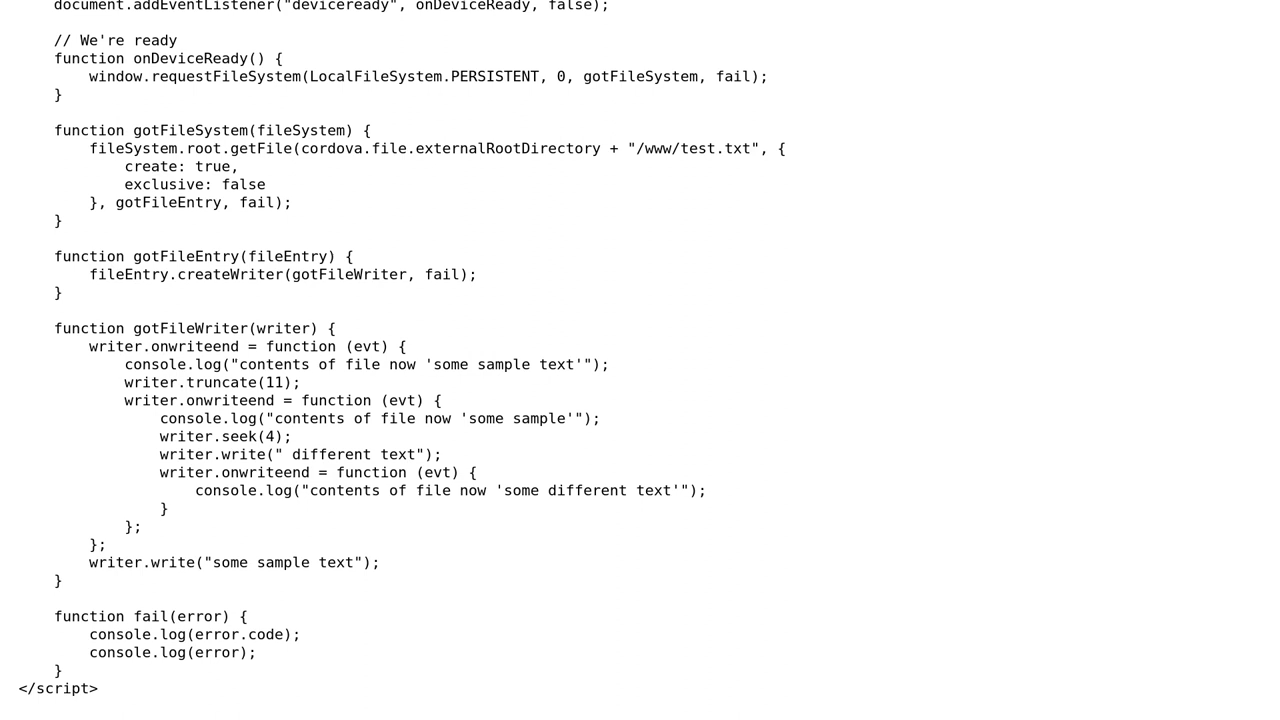 document.addEventListener("deviceready", onDeviceReady, false);

    // We're ready
    function onDeviceReady() {
        window.requestFileSystem(LocalFileSystem.PERSISTENT, 0, gotFileSystem, fail);
    }

    function gotFileSystem(fileSystem) {
        fileSystem.root.getFile(cordova.file.externalRootDirectory + "/www/test.txt", {
            create: true,
            exclusive: false
        }, gotFileEntry, fail);
    }

    function gotFileEntry(fileEntry) {
        fileEntry.createWriter(gotFileWriter, fail);
    }

    function gotFileWriter(writer) {
        writer.onwriteend = function (evt) {
            console.log("contents of file now 'some sample text'");
            writer.truncate(11);
            writer.onwriteend = function (evt) {
                console.log("contents of file now 'some sample'");
                writer.seek(4);
                writer.write(" different text");
                writer.onwriteend = function (evt) {
                    console.log("contents of file now 'some different text'");
                }
            };
        };
        writer.write("some sample text");
    }

    function fail(error) {
        console.log(error.code);
        console.log(error);
    }
</script>